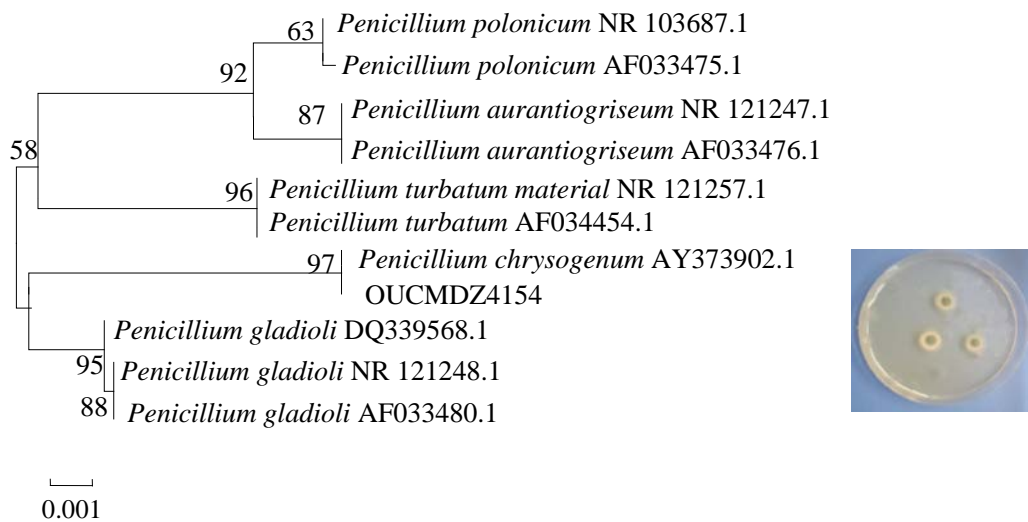 63
Penicillium polonicum NR 103687.1
Penicillium polonicum AF033475.1
92
87
Penicillium aurantiogriseum NR 121247.1
Penicillium aurantiogriseum AF033476.1
58
96
Penicillium turbatum material NR 121257.1
Penicillium turbatum AF034454.1
97
Penicillium chrysogenum AY373902.1
OUCMDZ4154
Penicillium gladioli DQ339568.1
95
Penicillium gladioli NR 121248.1
88
Penicillium gladioli AF033480.1
0.001